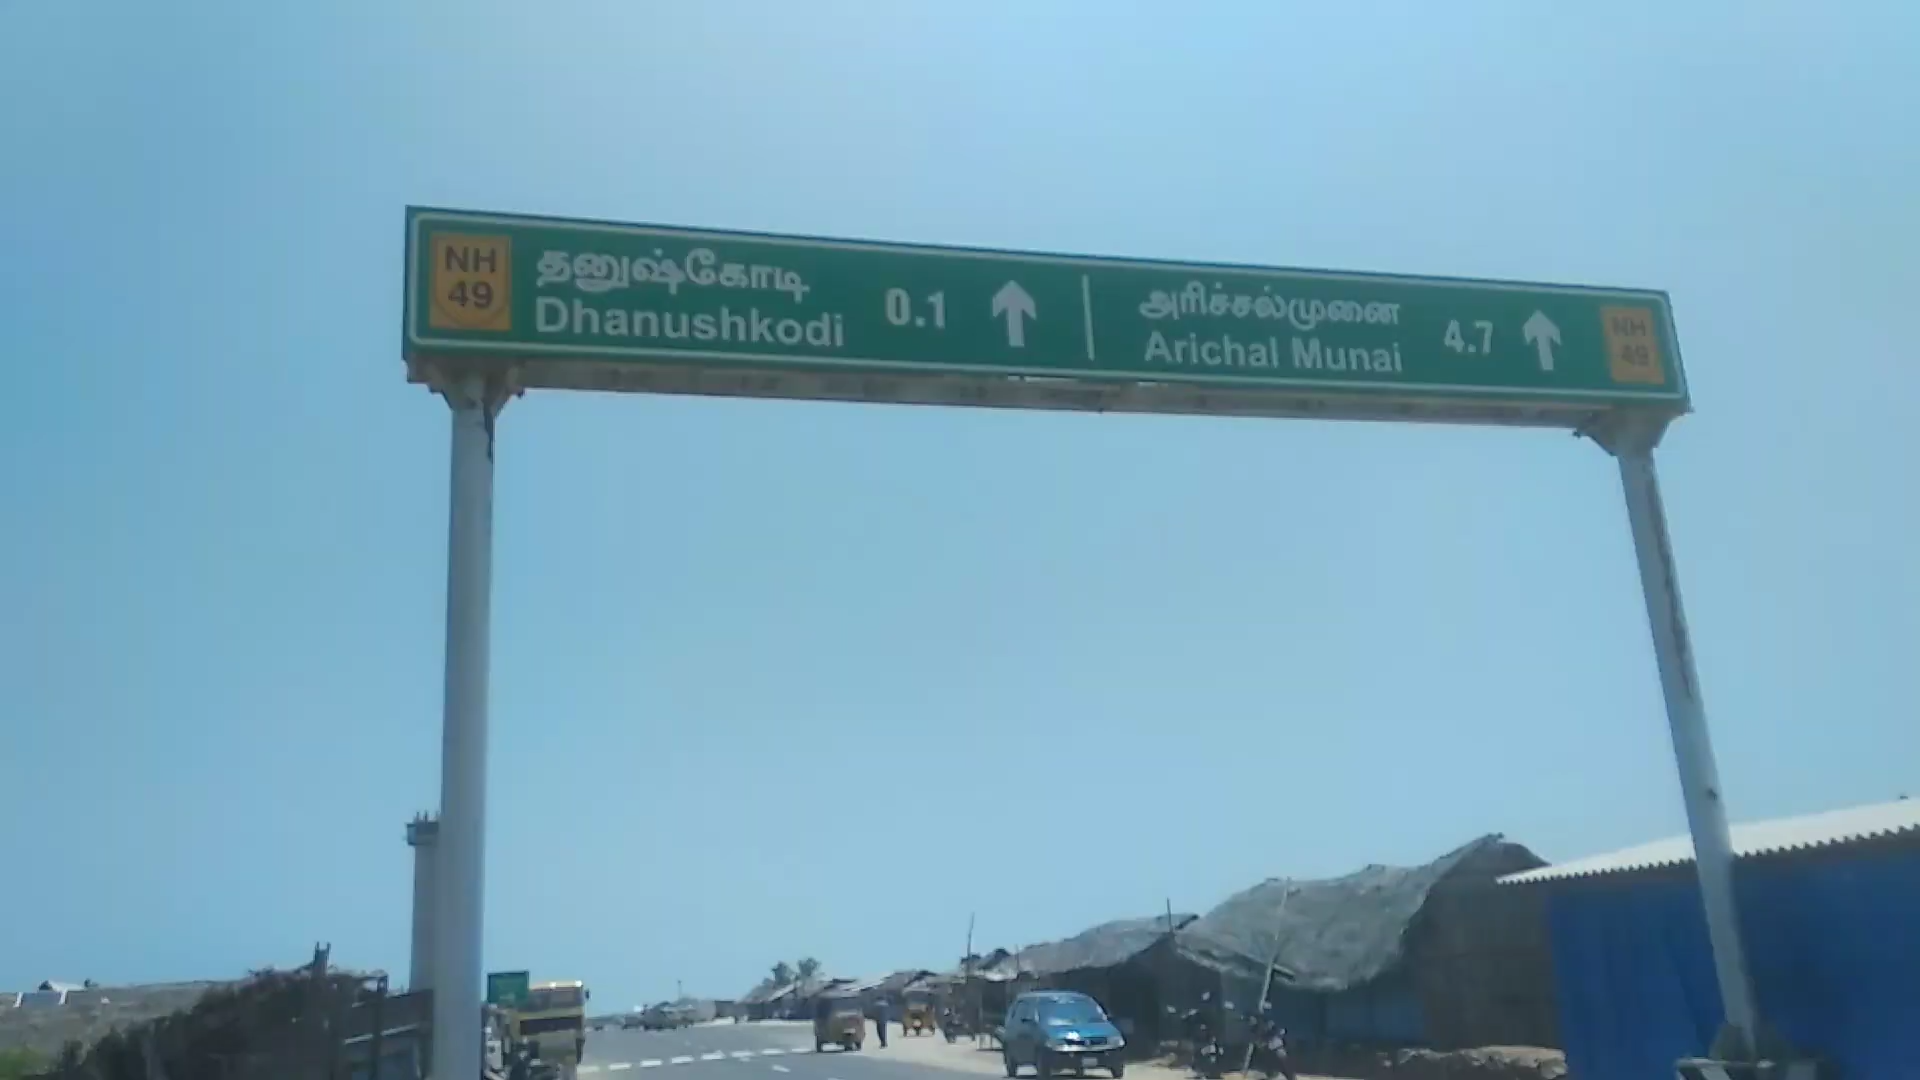 NH
49
தனுஷ்கோடி
Dhanushkodi
0.1
அரிச்சல்முனை
Arichal Munai
4.7
NH
49